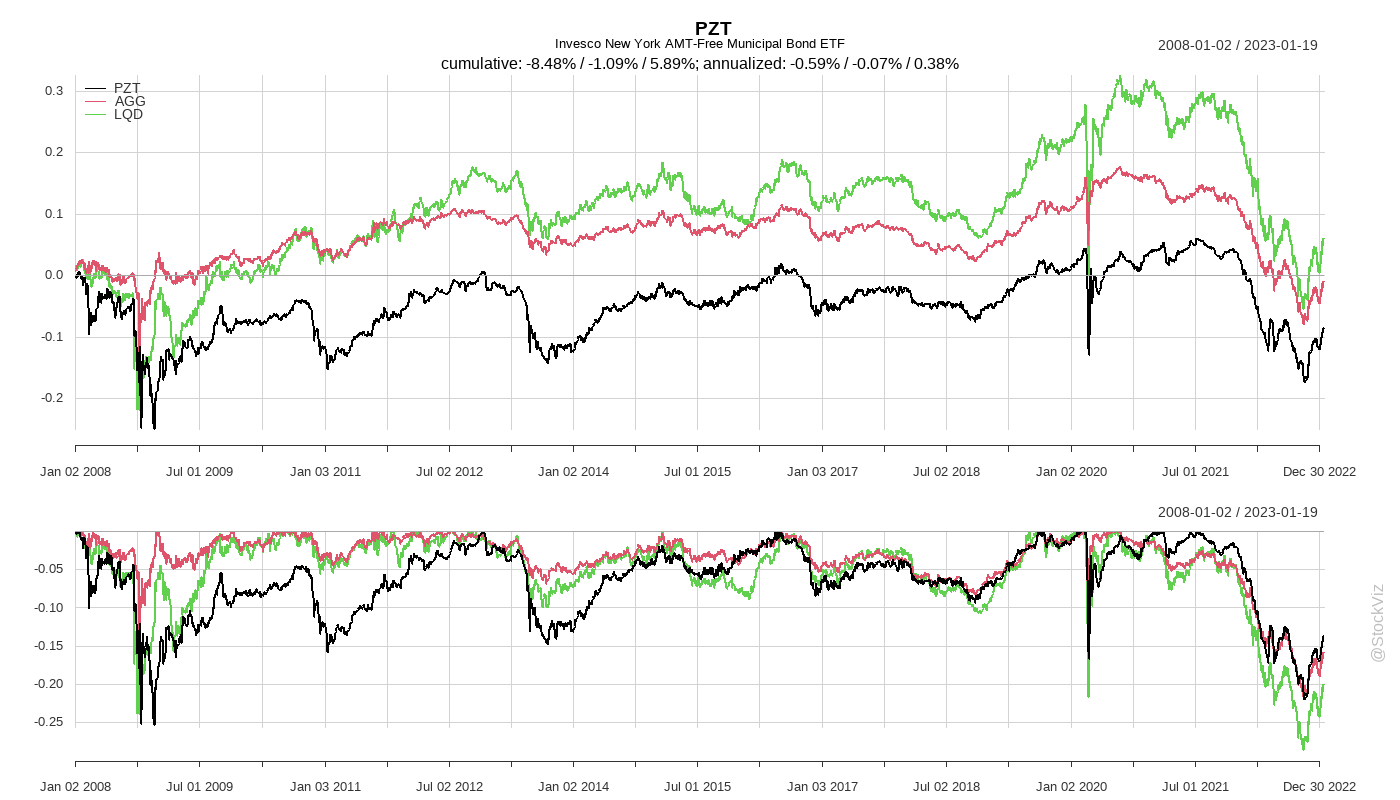 PZT
Invesco New York AMT-Free Municipal Bond ETF
2008-01-02 / 2023-01-19
cumulative: -8.48% / -1.09% / 5.89%; annualized: -0.59% / -0.07% / 0.38%
PZT
AGG
LQD
0.3
0.2
0.1
0.0
-0.1
-0.2
Jan 02 2008 Jul 01 2009 Jan 03 2011 Jul 02 2012 Jan 02 2014 Jul 01 2015 Jan 03 2017 Jul 02 2018 Jan 02 2020 Jul 01 2021 Dec 30 2022
2008-01-02 / 2023-01-19
-0.05
-0.10
-0.15
-0.20
-0.25
Jan 02 2008 Jul 01 2009 Jan 03 2011 Jul 02 2012 Jan 02 2014 Jul 01 2015 Jan 03 2017 Jul 02 2018 Jan 02 2020 Jul 01 2021 Dec 30 2022
@StockViz